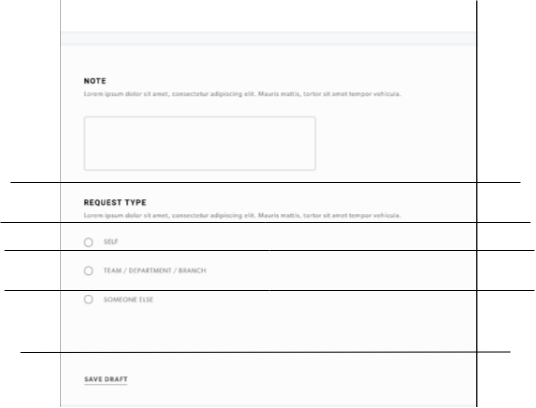 NOTE
Lorem ipsum dolor sit amet, consectetur adipiscing elit. Mauris mattis, tortor sit amet tempor vehicula.
REQUEST TYPE
Lorem ipsum dolor sit amet, consectetur adipiscing elit. Mauris mattis, tortor sit amet tempor vehicula.
SELF
TEAM / DEPARTMENT / BRANCH
SOMEONE ELSE
SAVE DRAFT